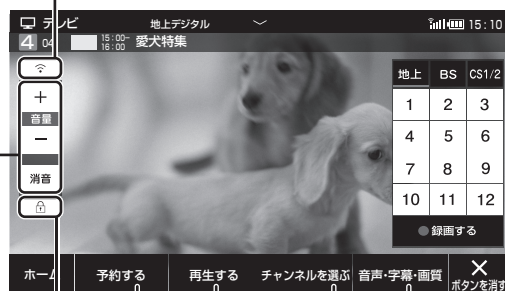 テレビ 地上デジタル 15:10
4 04 15:00- 16:00 愛犬特集
地上 BS CS1/2
+
音量
−
消音
1 2 3
4 5 6
7 8 9
10 11 12
録画する
ホーム 予約する 再生する チャンネルを選ぶ 音声・字幕・画質 ボタンを消す